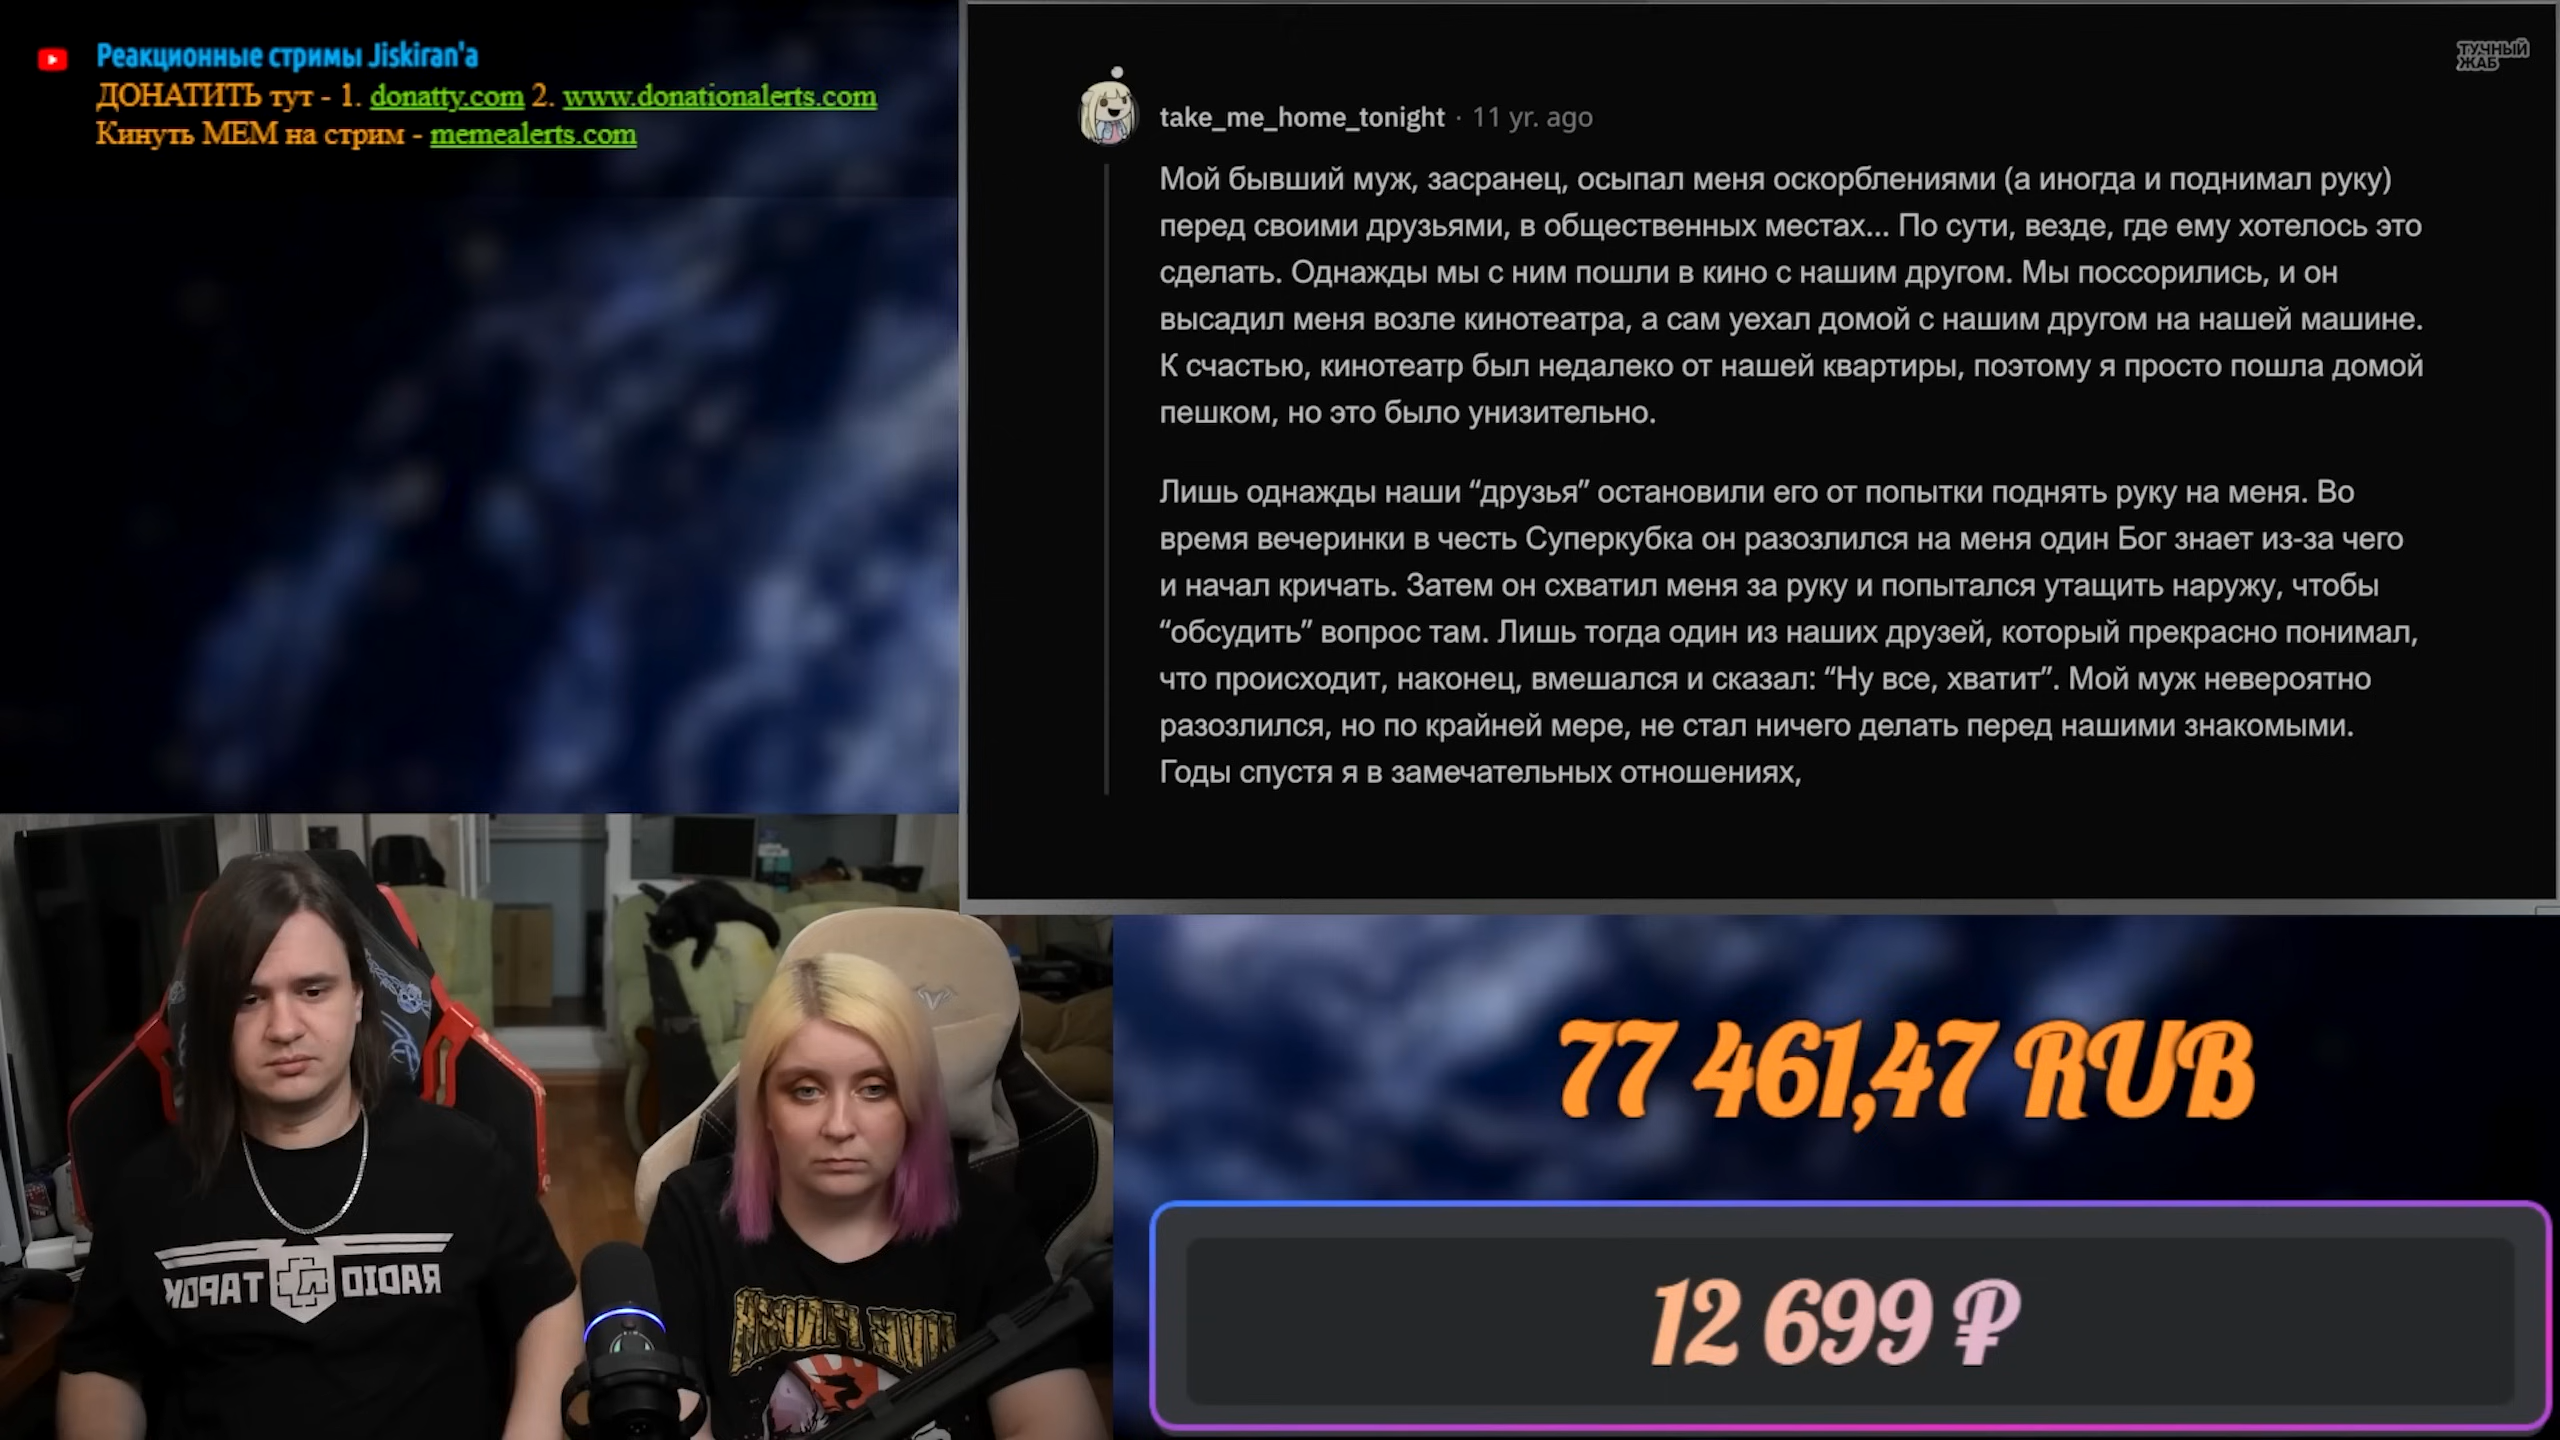 Реакционные стримы Jiskiran'a
ДОНАТИТЬ тут - 1. donatty.com 2. www.donationalerts.com
Кинуть МЕМ на стрим - memealerts.com
ТУЧНЫЙ
ЖАБ
take_me_home_tonight · 11 yr. ago
Мой бывший муж, засранец, осыпал меня оскорблениями (а иногда и поднимал руку)
перед своими друзьями, в общественных местах... По сути, везде, где ему хотелось это
сделать. Однажды мы с ним пошли в кино с нашим другом. Мы поссорились, и он
высадил меня возле кинотеатра, а сам уехал домой с нашим другом на нашей машине.
К счастью, кинотеатр был недалеко от нашей квартиры, поэтому я просто пошла домой
пешком, но это было унизительно.
Лишь однажды наши “друзья” остановили его от попытки поднять руку на меня. Во
время вечеринки в честь Суперкубка он разозлился на меня один Бог знает из-за чего
и начал кричать. Затем он схватил меня за руку и попытался утащить наружу, чтобы
“обсудить” вопрос там. Лишь тогда один из наших друзей, который прекрасно понимал,
что происходит, наконец, вмешался и сказал: “Ну все, хватит”. Мой муж невероятно
разозлился, но по крайней мере, не стал ничего делать перед нашими знакомыми.
Годы спустя я в замечательных отношениях,
77 461,47 RUB
12 699 ₽
RADIO ТАРОК